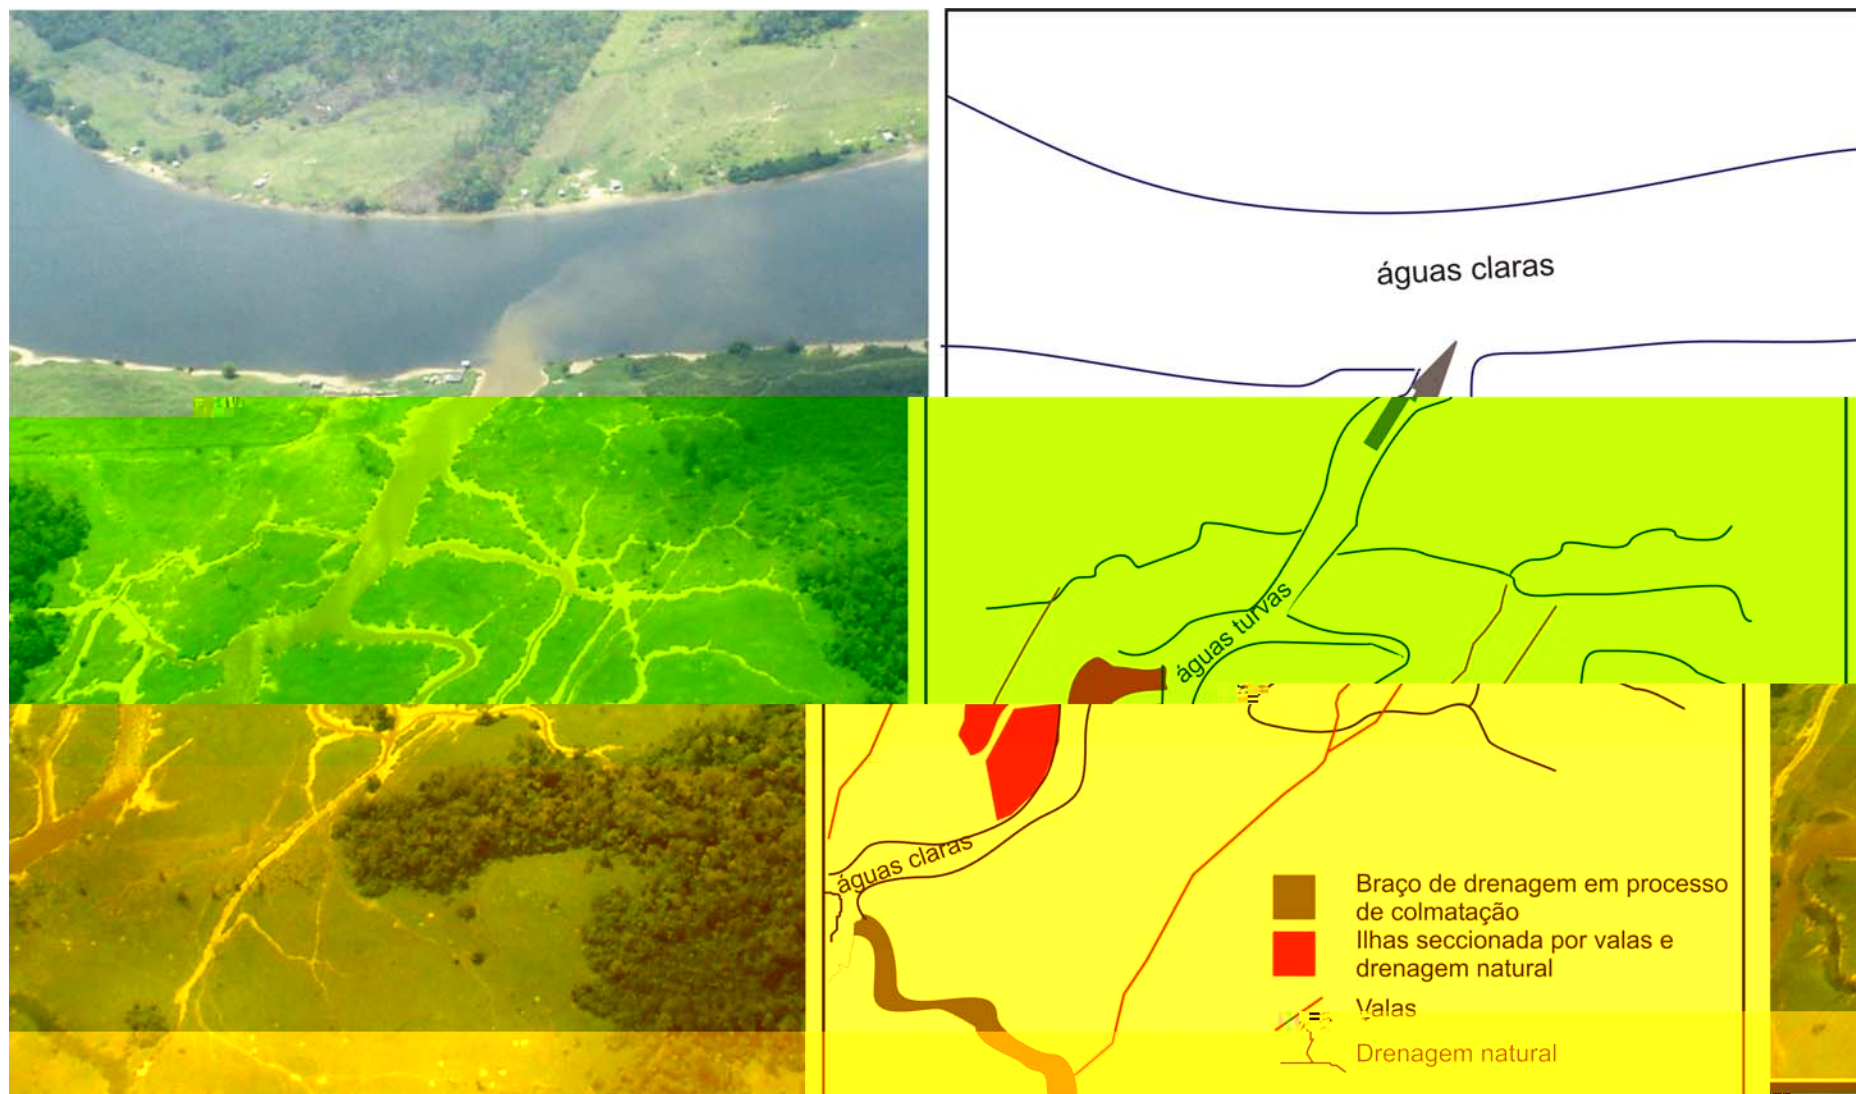 águas claras
águas turvas
águas claras
Braço de drenagem em processo
de colmatação
Ilhas seccionada por valas e
drenagem natural
Valas
Drenagem natural